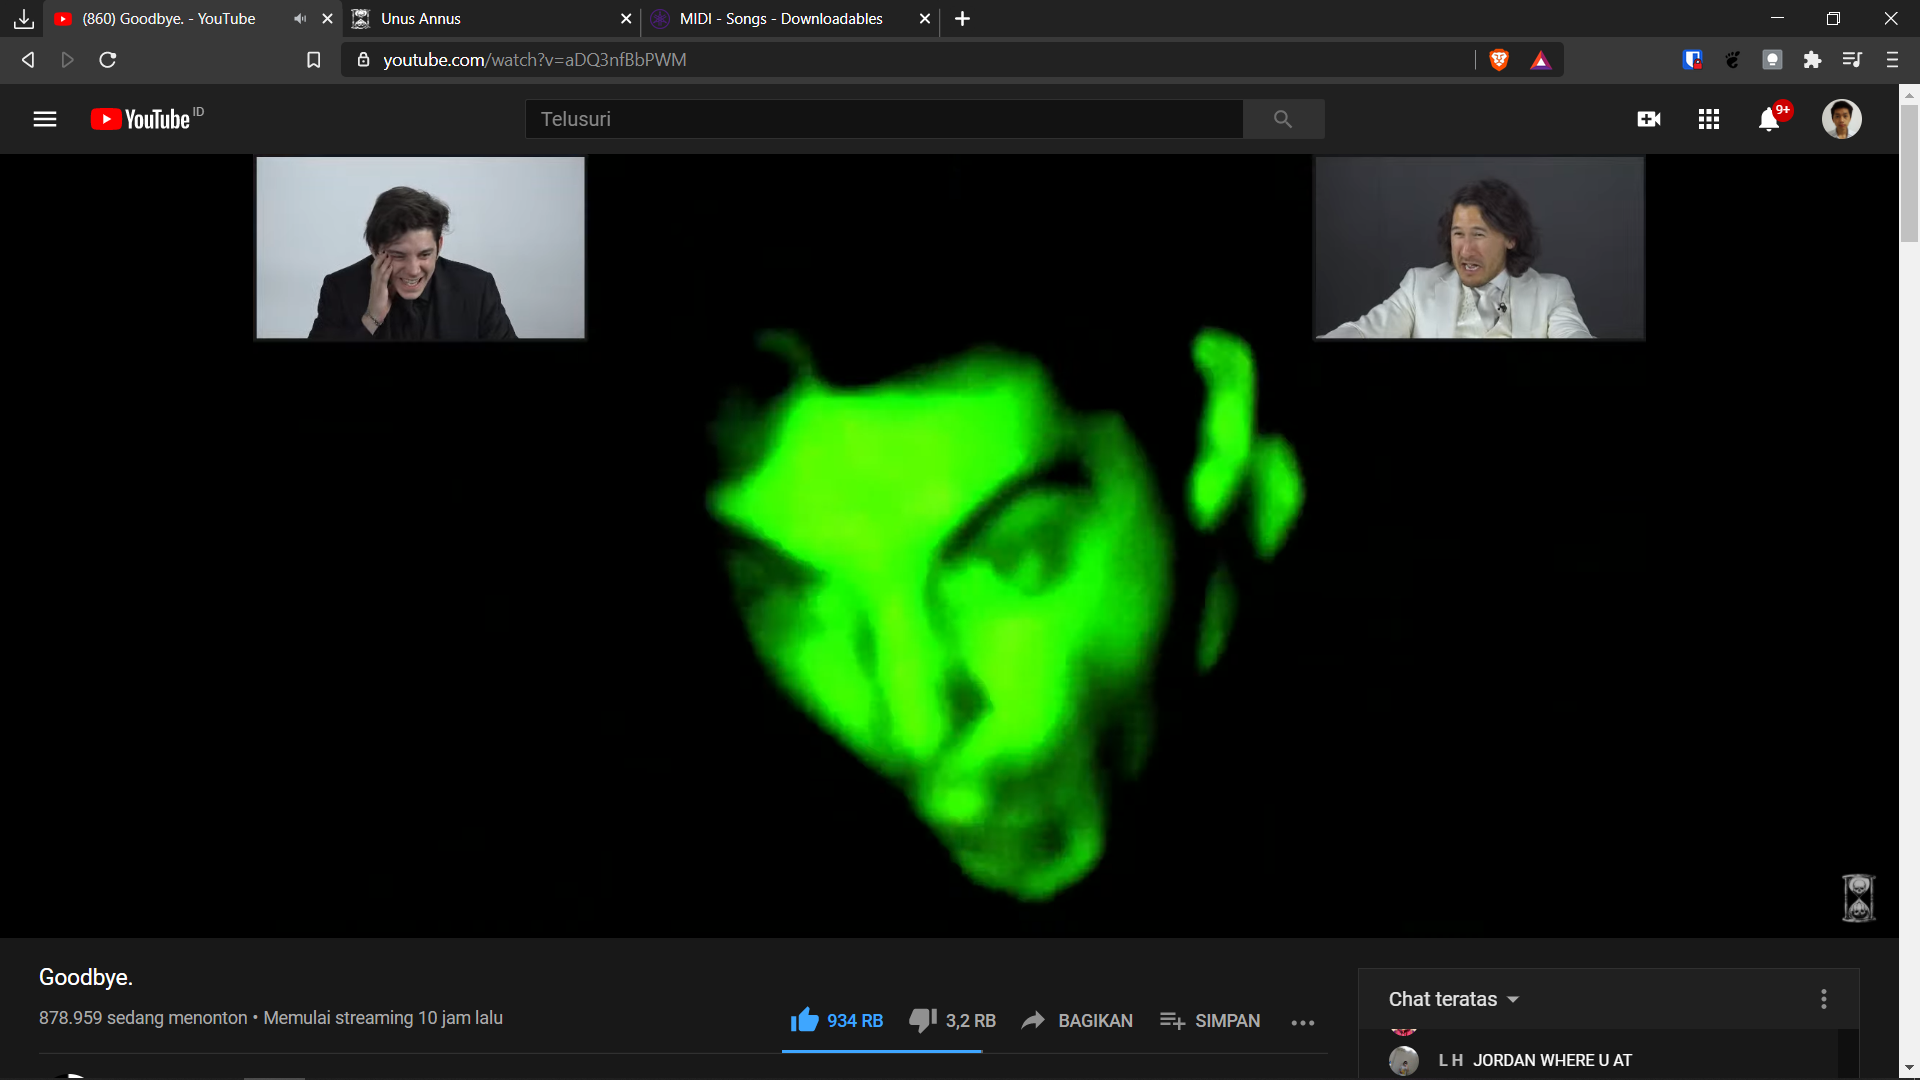 (860) Goodbye. - YouTube
Unus Annus
MIDI - Songs - Downloadables
youtube.com/watch?v=aDQ3nfBbPWM
YouTube ID
Telusuri
9+
Goodbye.
878.959 sedang menonton • Memulai streaming 10 jam lalu
934 RB
3,2 RB
BAGIKAN
SIMPAN
Chat teratas
L H JORDAN WHERE U AT